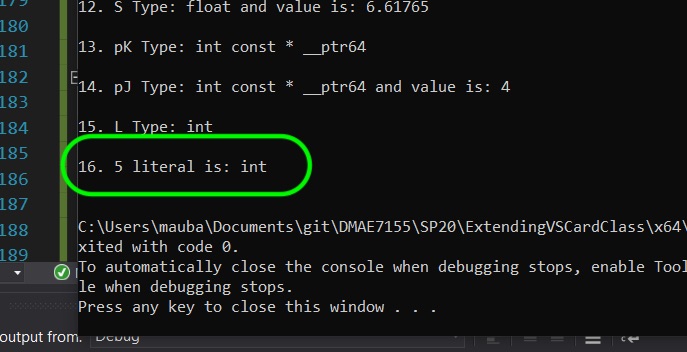 179
12. S Type: float and value is: 6.61765
180
181
13. pK Type: int const * __ptr64
182
14. pJ Type: int const * __ptr64 and value is: 4
183
184
15. L Type: int
185
16. 5 literal is: int
186
187
188
C:\Users\mauba\Documents\git\DMAE7155\SP20\ExtendingVSCardClass\x64\
189
xited with code 0.
To automatically close the console when debugging stops, enable Tool
le when debugging stops.
Press any key to close this window . . .
output from: Debug